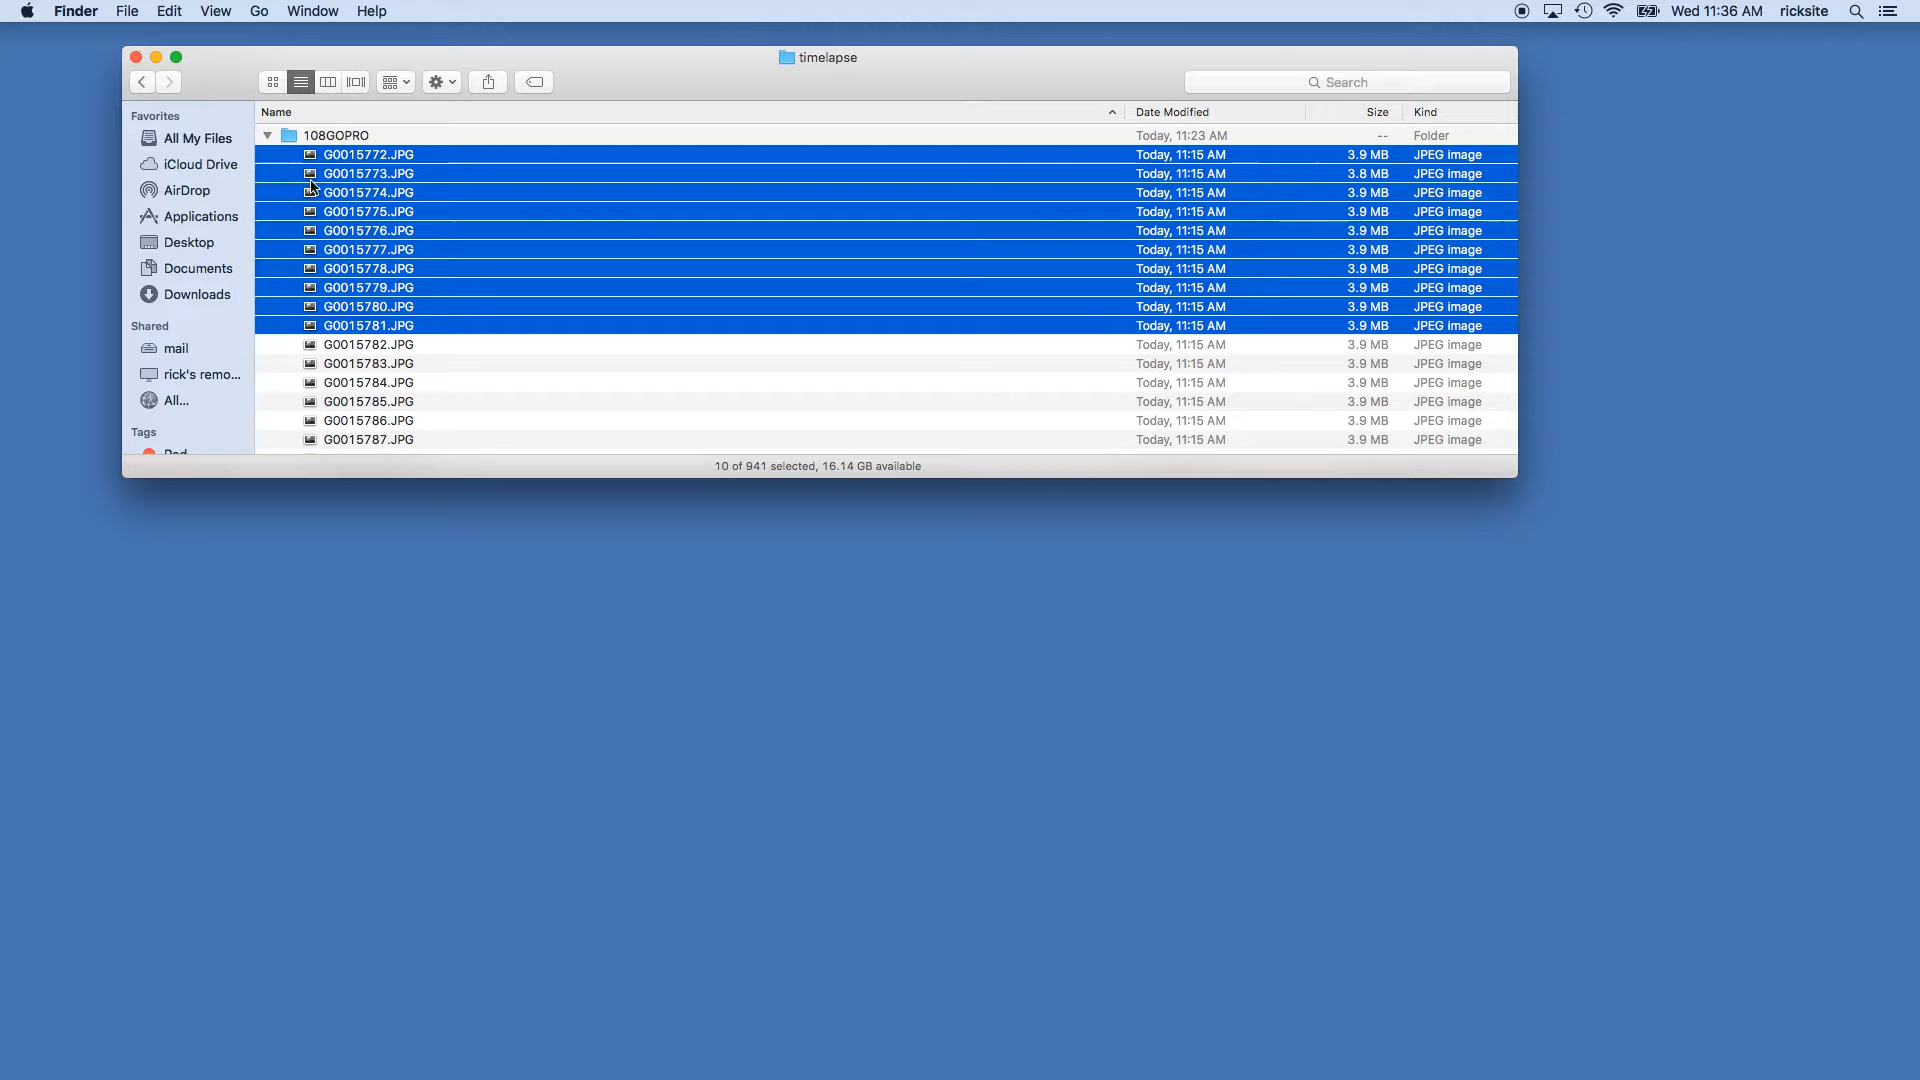 Finder File Edit View Go Window Help Wed 11:36 AM ricksite
timelapse
Search
Favorites
All My Files
iCloud Drive
AirDrop
Applications
Desktop
Documents
Downloads
Shared
mail
rick's remo...
All...
Tags
Red
Name Date Modified Size Kind
108GOPRO Today, 11:23 AM -- Folder
G0015772.JPG Today, 11:15 AM 3.9 MB JPEG image
G0015773.JPG Today, 11:15 AM 3.8 MB JPEG image
G0015774.JPG Today, 11:15 AM 3.9 MB JPEG image
G0015775.JPG Today, 11:15 AM 3.9 MB JPEG image
G0015776.JPG Today, 11:15 AM 3.9 MB JPEG image
G0015777.JPG Today, 11:15 AM 3.9 MB JPEG image
G0015778.JPG Today, 11:15 AM 3.9 MB JPEG image
G0015779.JPG Today, 11:15 AM 3.9 MB JPEG image
G0015780.JPG Today, 11:15 AM 3.9 MB JPEG image
G0015781.JPG Today, 11:15 AM 3.9 MB JPEG image
G0015782.JPG Today, 11:15 AM 3.9 MB JPEG image
G0015783.JPG Today, 11:15 AM 3.9 MB JPEG image
G0015784.JPG Today, 11:15 AM 3.9 MB JPEG image
G0015785.JPG Today, 11:15 AM 3.9 MB JPEG image
G0015786.JPG Today, 11:15 AM 3.9 MB JPEG image
G0015787.JPG Today, 11:15 AM 3.9 MB JPEG image
10 of 941 selected, 16.14 GB available